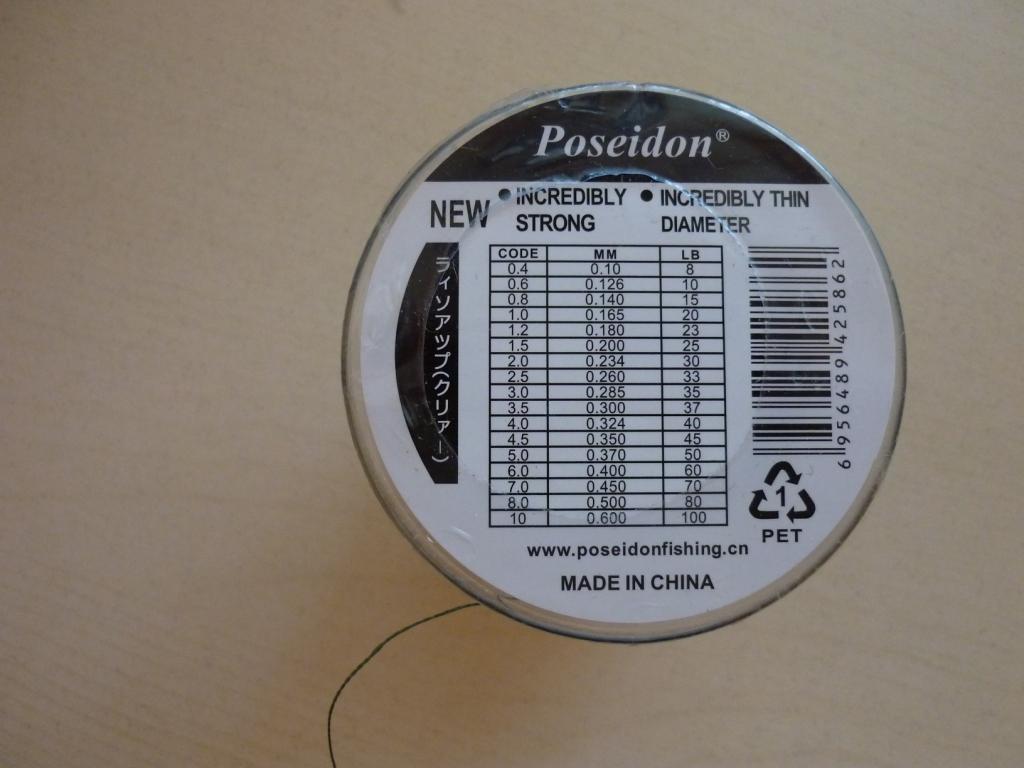 Poseidon®
NEW
• INCREDIBLY STRONG
• INCREDIBLY THIN DIAMETER
ラィソアップ(クリァー)
CODE MM LB
0.4 0.10 8
0.6 0.126 10
0.8 0.140 15
1.0 0.165 20
1.2 0.180 23
1.5 0.200 25
2.0 0.234 30
2.5 0.260 33
3.0 0.285 35
3.5 0.300 37
4.0 0.324 40
4.5 0.350 45
5.0 0.370 50
6.0 0.400 60
7.0 0.450 70
8.0 0.500 80
10 0.600 100
6 956489 425862
1
PET
www.poseidonfishing.cn
MADE IN CHINA